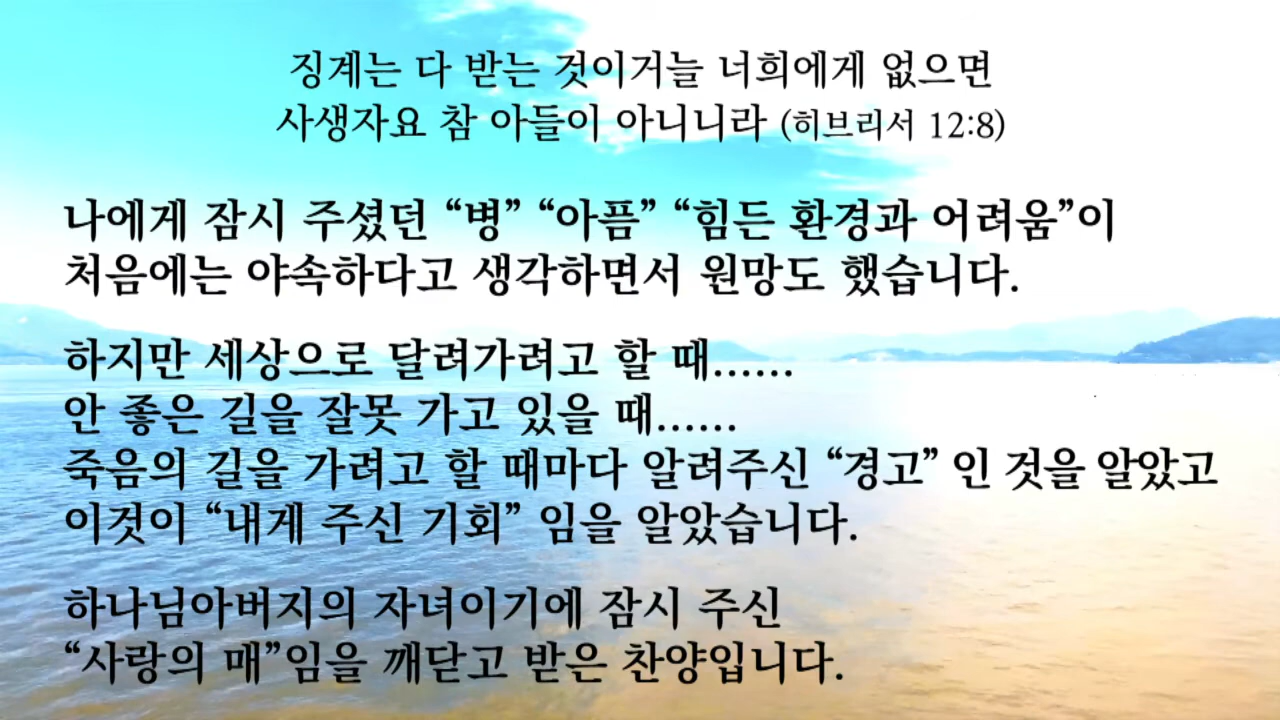 징계는 다 받는 것이거늘 너희에게 없으면
사생자요 참 아들이 아니니라 (히브리서 12:8)
나에게 잠시 주셨던 “병” “아픔” “힘든 환경과 어려움”이
처음에는 야속하다고 생각하면서 원망도 했습니다.
하지만 세상으로 달려가려고 할 때......
안 좋은 길을 잘못 가고 있을 때......
죽음의 길을 가려고 할 때마다 알려주신 “경고” 인 것을 알았고
이것이 “내게 주신 기회” 임을 알았습니다.
하나님아버지의 자녀이기에 잠시 주신
“사랑의 매”임을 깨닫고 받은 찬양입니다.